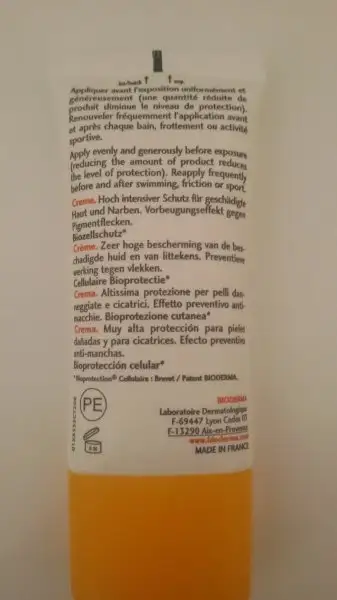 Appliquer avant l'exposition uniformément et
généreusement (une quantité réduite de
produit diminue le niveau de protection).
Renouveler fréquemment l'application avant
et après chaque bain, frottement ou activité
sportive.
Apply evenly and generously before exposure
(reducing the amount of product reduces
the level of protection). Reapply frequently
before and after swimming, friction or sport.
Creme. Hoch intensiver Schutz für geschädigte
Haut und Narben. Vorbeugungseffekt gegen
Pigmentflecken.
Biozellschutz*
Crème. Zeer hoge bescherming van de bes-
chadigde huid en van littekens. Preventieve
werking tegen vlekken.
Cellulaire Bioprotectie*
Crema. Altissima protezione per pelli dan-
neggiate e cicatrici. Effetto preventivo anti-
macchie. Bioprotezione cutanea*
Crema. Muy alta protección para pieles
dañadas y para cicatrices. Efecto preventivo
anti-manchas.
Bioprotección celular*
*Bioprotection® Cellulaire : Brevet / Patent BIODERMA.
PE
BIODERMA
Laboratoire Dermatologique
F-69447 Lyon Cedex
F-13290 Aix-en-Provence
www.bioderma.com
MADE IN FRANCE